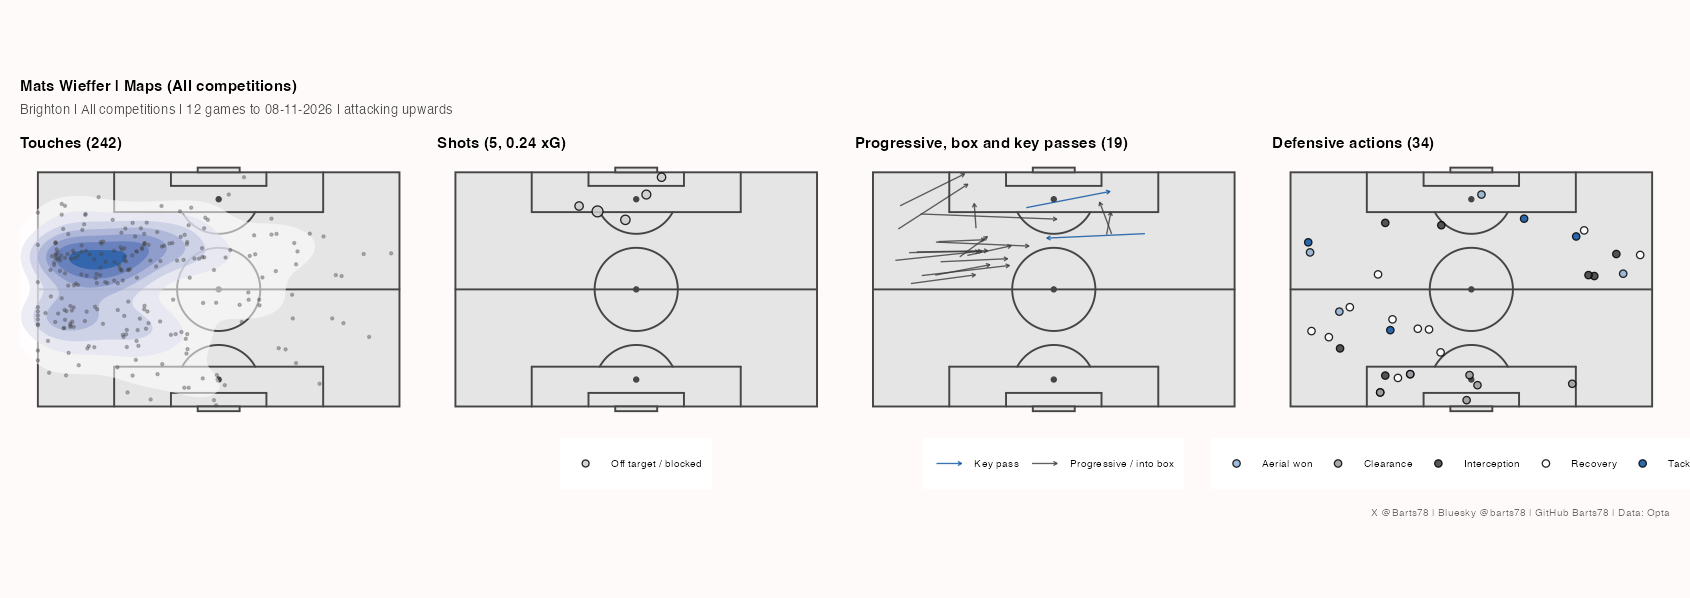 Mats Wieffer | Maps (All competitions)
Brighton | All competitions | 12 games to 08-11-2026 | attacking upwards
Touches (242)
Shots (5, 0.24 xG)
Progressive, box and key passes (19)
Defensive actions (34)
Off target / blocked
Key pass
Progressive / into box
Aerial won
Clearance
Interception
Recovery
Tack
X @Barts78 | Bluesky @barts78 | GitHub Barts78 | Data: Opta